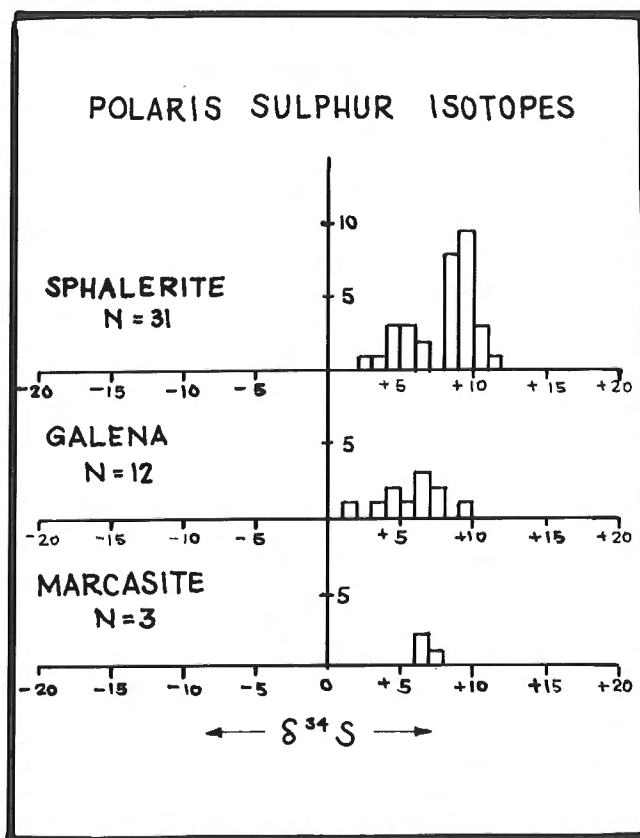 POLARIS SULPHUR ISOTOPES
10
SPHALERITE
5
N = 31
-20 -15 -10 -5 +5 +10 +15 +20
GALENA
5
N = 12
-20 -15 -10 -5 +5 +10 +15 +20
MARCASITE
5
N = 3
-20 -15 -10 -5 0 +5 +10 +15 +20
← δ³⁴S →